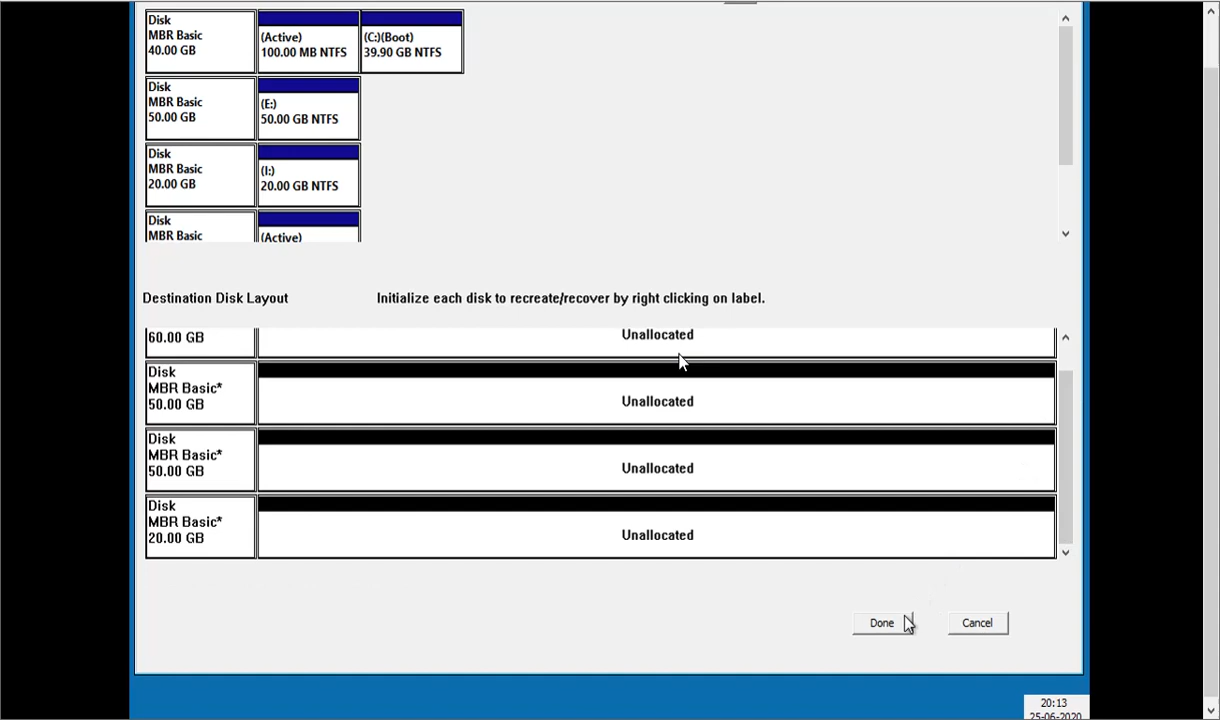 Disk
MBR Basic
40.00 GB
(Active)
100.00 MB NTFS
(C:)(Boot)
39.90 GB NTFS
Disk
MBR Basic
50.00 GB
(E:)
50.00 GB NTFS
Disk
MBR Basic
20.00 GB
(I:)
20.00 GB NTFS
Disk
MBR Basic
(Active)
Destination Disk Layout
Initialize each disk to recreate/recover by right clicking on label.
60.00 GB
Unallocated
Disk
MBR Basic*
50.00 GB
Unallocated
Disk
MBR Basic*
50.00 GB
Unallocated
Disk
MBR Basic*
20.00 GB
Unallocated
Done
Cancel
20:13
25-06-2020